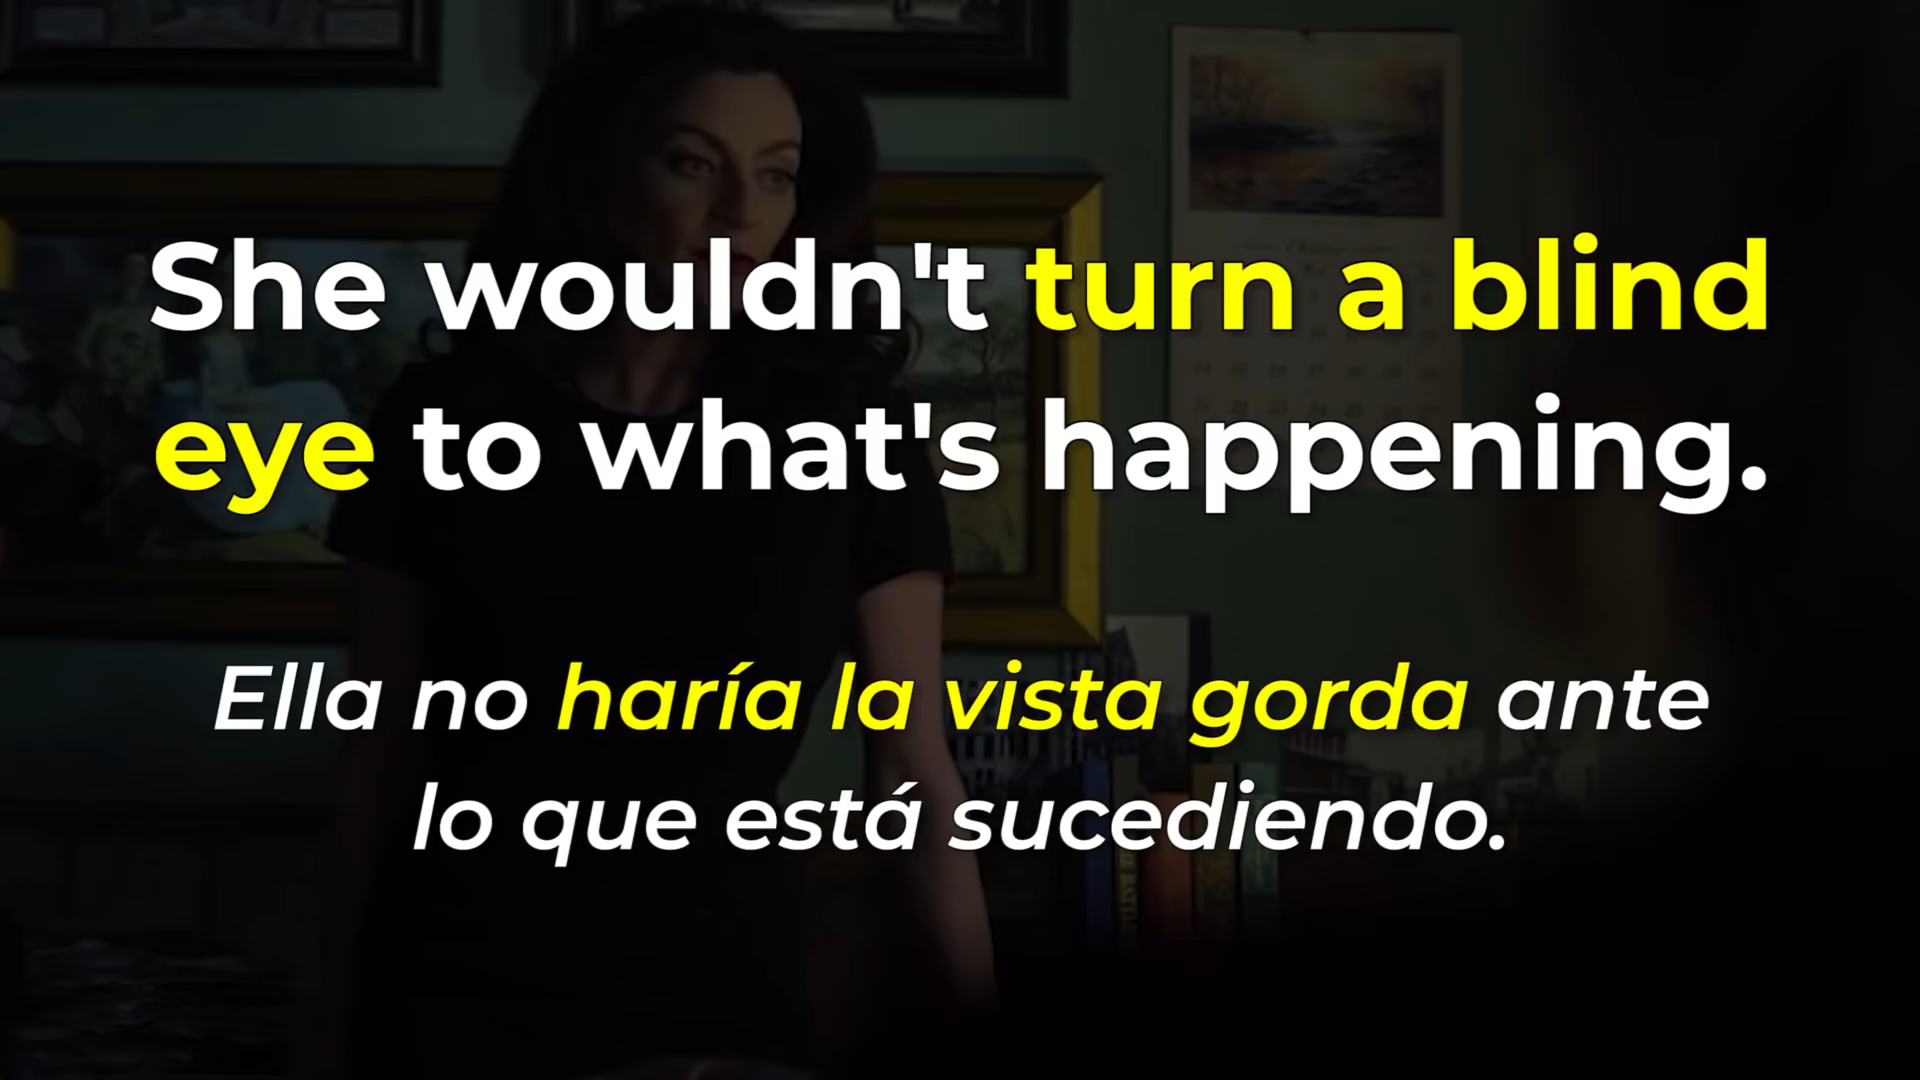 She wouldn't turn a blind
eye to what's happening.
Ella no haría la vista gorda ante
lo que está sucediendo.